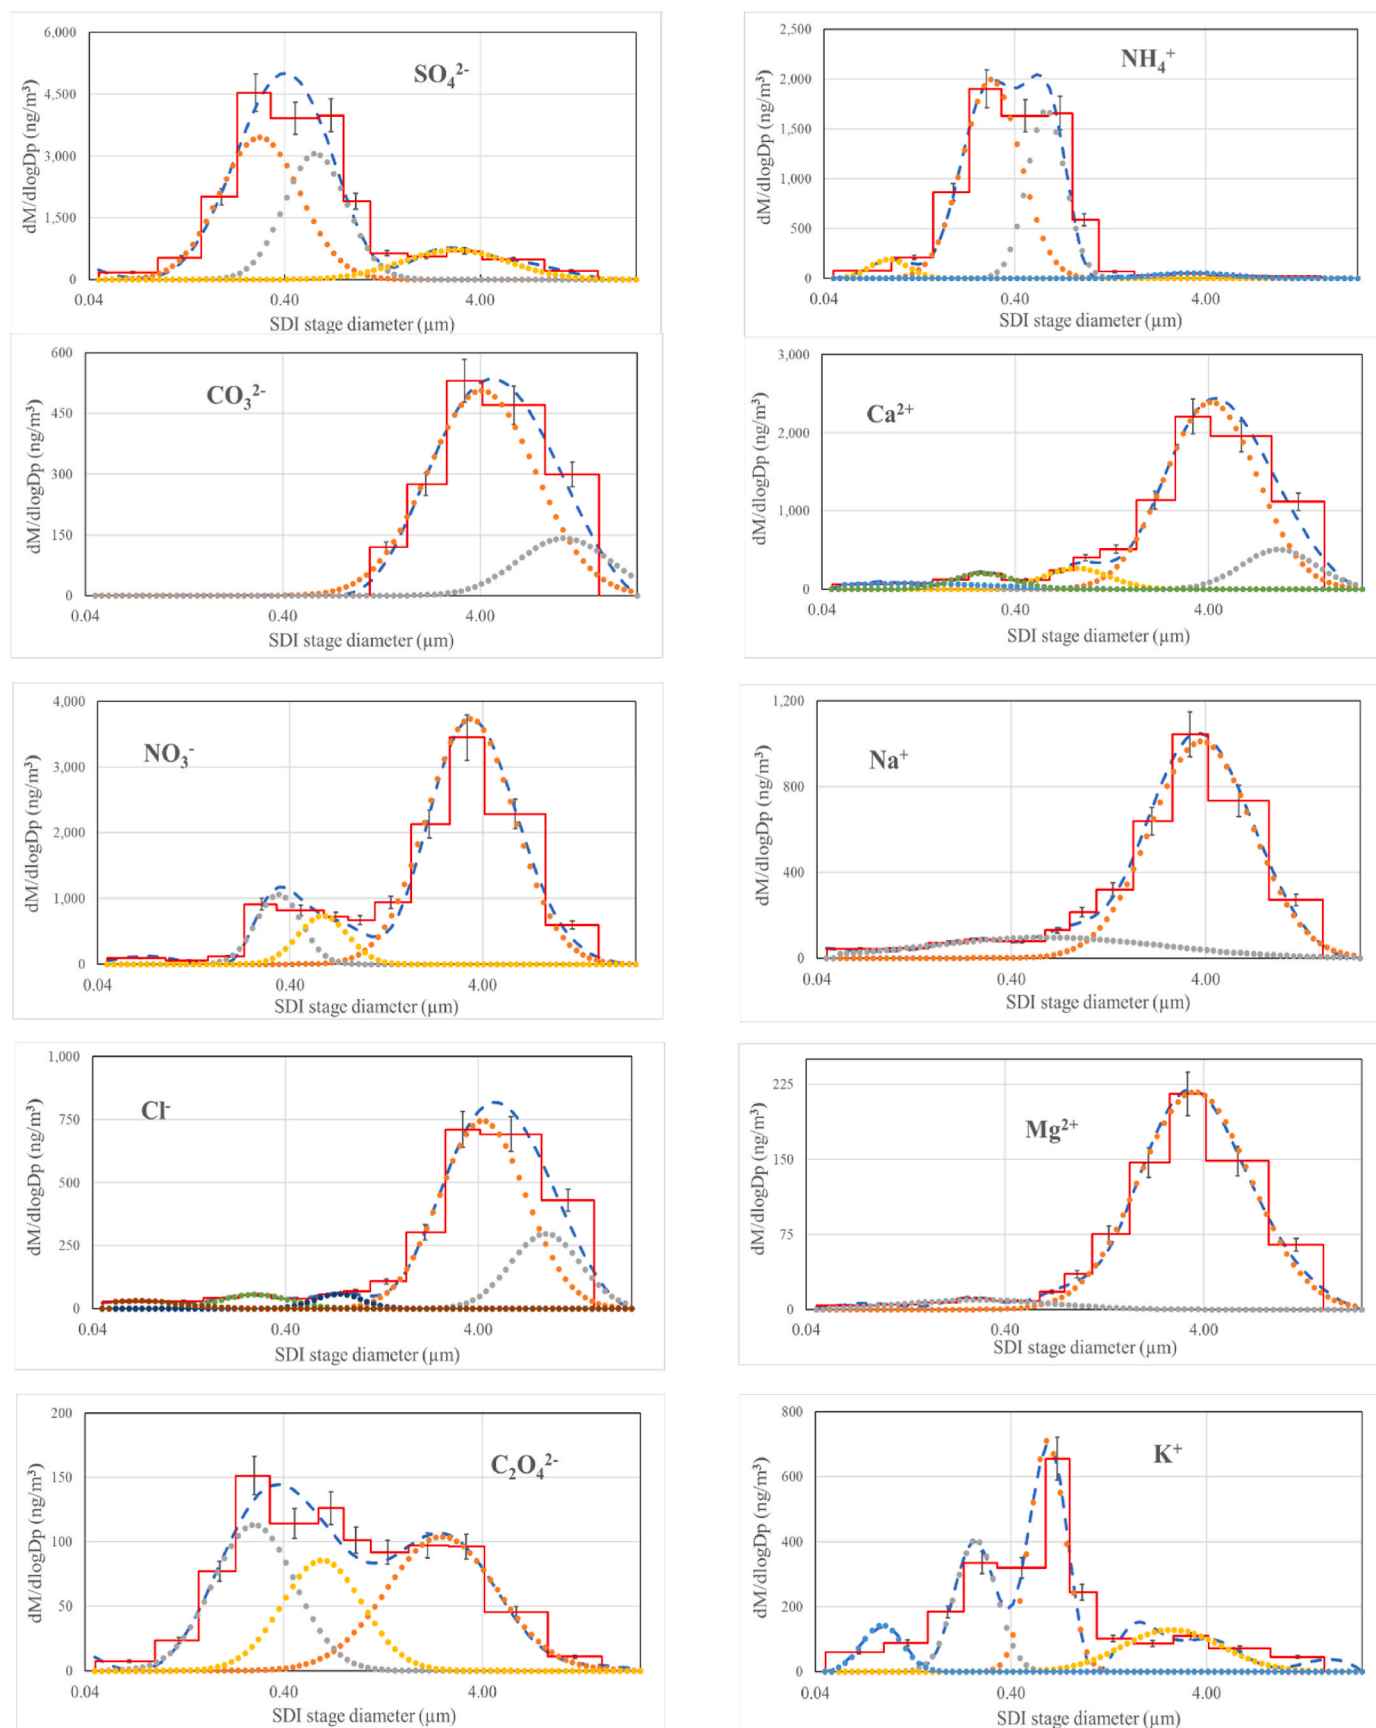 6,000
4,500
3,000
1,500
0
dM/dlogDp (ng/m³)
SO₄²⁻
0.04 0.40 4.00
SDI stage diameter (µm)
2,500
2,000
1,500
1,000
500
0
dM/dlogDp (ng/m³)
NH₄⁺
0.04 0.40 4.00
SDI stage diameter (µm)
600
450
300
150
0
dM/dlogDp (ng/m³)
CO₃²⁻
0.04 0.40 4.00
SDI stage diameter (µm)
3,000
2,000
1,000
0
dM/dlogDp (ng/m³)
Ca²⁺
0.04 0.40 4.00
SDI stage diameter (µm)
4,000
3,000
2,000
1,000
0
dM/dlogDp (ng/m³)
NO₃⁻
0.04 0.40 4.00
SDI stage diameter (µm)
1,200
800
400
0
dM/dlogDp (ng/m³)
Na⁺
0.04 0.40 4.00
SDI stage diameter (µm)
1,000
750
500
250
0
dM/dlogDp (ng/m³)
Cl⁻
0.04 0.40 4.00
SDI stage diameter (µm)
225
150
75
0
dM/dlogDp (ng/m³)
Mg²⁺
0.04 0.40 4.00
SDI stage diameter (µm)
200
150
100
50
0
dM/dlogDp (ng/m³)
C₂O₄²⁻
0.04 0.40 4.00
SDI stage diameter (µm)
800
600
400
200
0
dM/dlogDp (ng/m³)
K⁺
0.04 0.40 4.00
SDI stage diameter (µm)